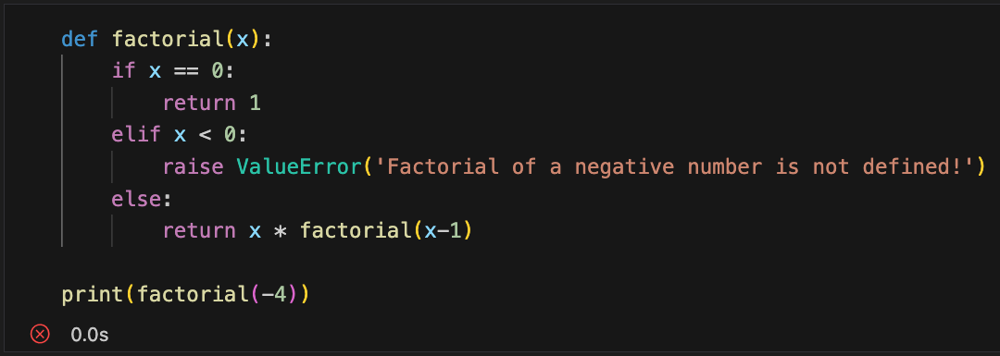 def factorial(x):
    if x == 0:
        return 1
    elif x < 0:
        raise ValueError('Factorial of a negative number is not defined!')
    else:
        return x * factorial(x-1)

print(factorial(-4))
0.0s